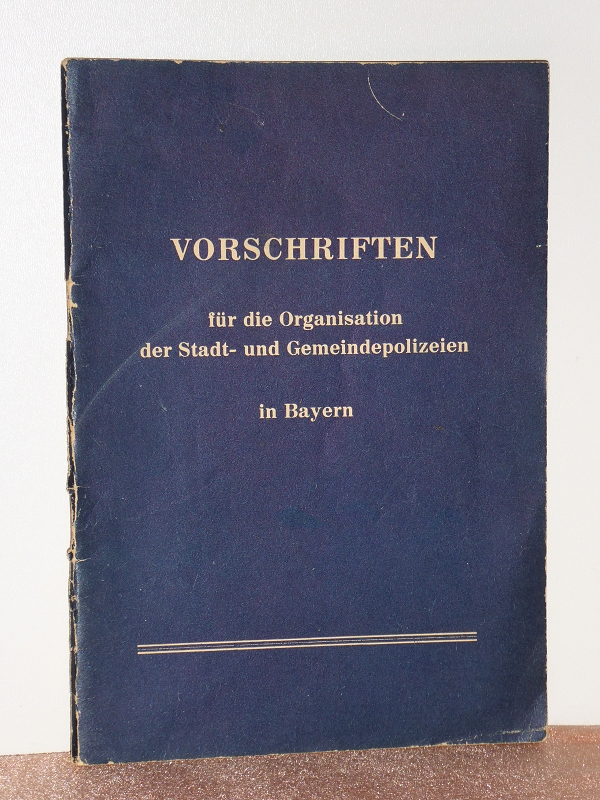 VORSCHRIFTEN
für die Organisation
der Stadt- und Gemeindepolizeien
in Bayern